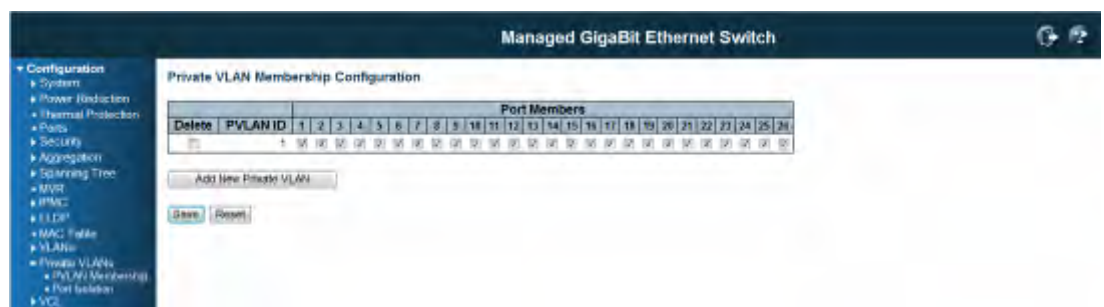 Managed GigaBit Ethernet Switch
Configuration
System
Power Reduction
Thermal Protection
Ports
Security
Aggregation
Spanning Tree
MVR
IPMC
LLDP
MAC Table
VLANs
Private VLANs
PVLAN Membership
Port Isolation
VCL
Private VLAN Membership Configuration
Port Members
Delete PVLAN ID 1 2 3 4 5 6 7 8 9 10 11 12 13 14 15 16 17 18 19 20 21 22 23 24 25 26
1
Add New Private VLAN
Save Reset